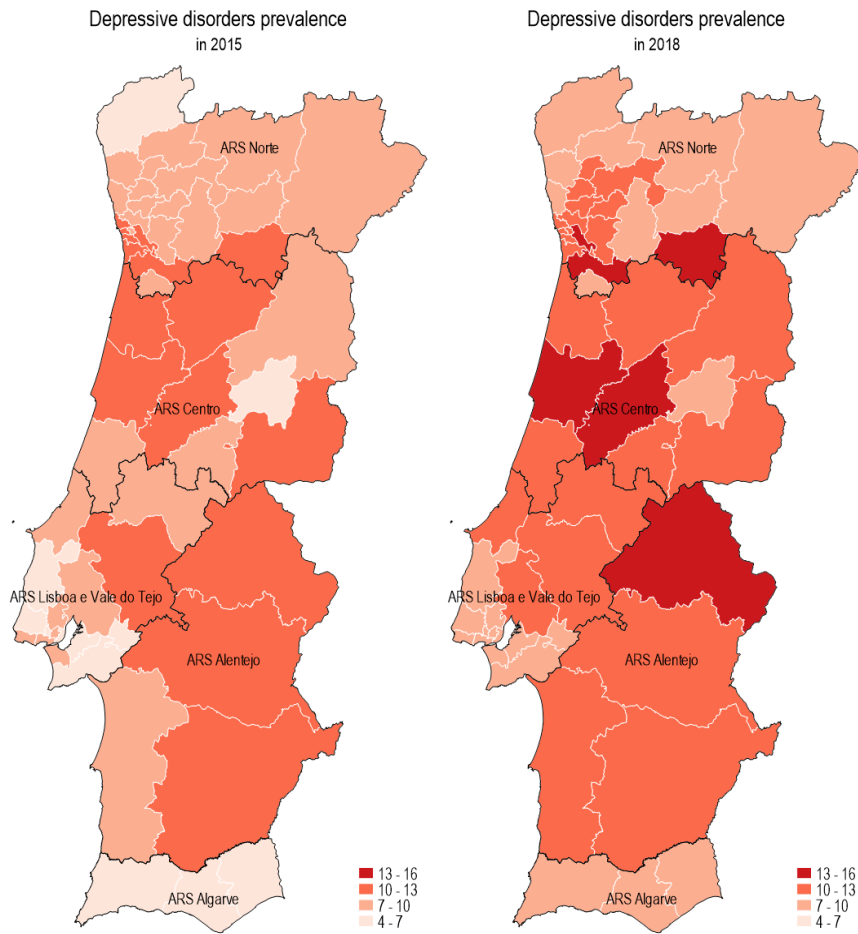 Depressive disorders prevalence
in 2015
ARS Norte
ARS Centro
ARS Lisboa e Vale do Tejo
ARS Alentejo
ARS Algarve
13 - 16
10 - 13
7 - 10
4 - 7
Depressive disorders prevalence
in 2018
ARS Norte
ARS Centro
ARS Lisboa e Vale do Tejo
ARS Alentejo
ARS Algarve
13 - 16
10 - 13
7 - 10
4 - 7